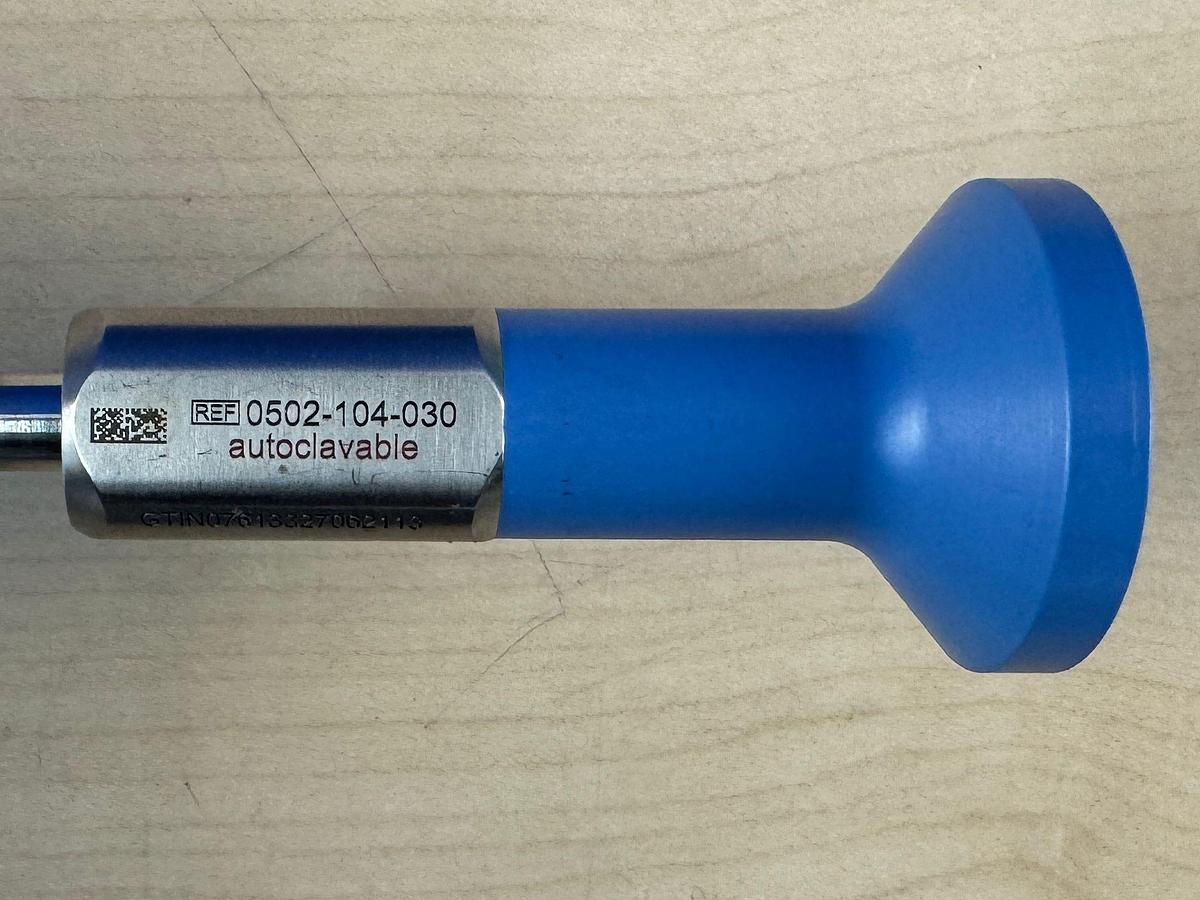 REF 0502-104-030
autoclavable
GTIN07613327062113